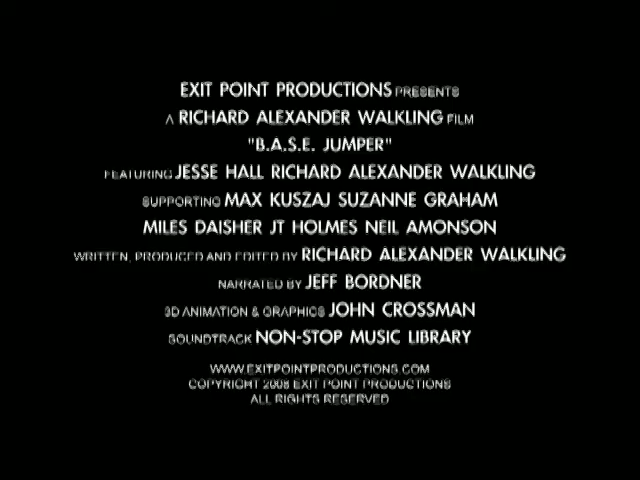 EXIT POINT PRODUCTIONS PRESENTS
A RICHARD ALEXANDER WALKLING FILM
"B.A.S.E. JUMPER"
FEATURING JESSE HALL RICHARD ALEXANDER WALKLING
SUPPORTING MAX KUSZAJ SUZANNE GRAHAM
MILES DAISHER JT HOLMES NEIL AMONSON
WRITTEN, PRODUCED AND EDITED BY RICHARD ALEXANDER WALKLING
NARRATED BY JEFF BORDNER
3D ANIMATION & GRAPHICS JOHN CROSSMAN
SOUNDTRACK NON-STOP MUSIC LIBRARY
WWW.EXITPOINTPRODUCTIONS.COM
COPYRIGHT 2008 EXIT POINT PRODUCTIONS
ALL RIGHTS RESERVED